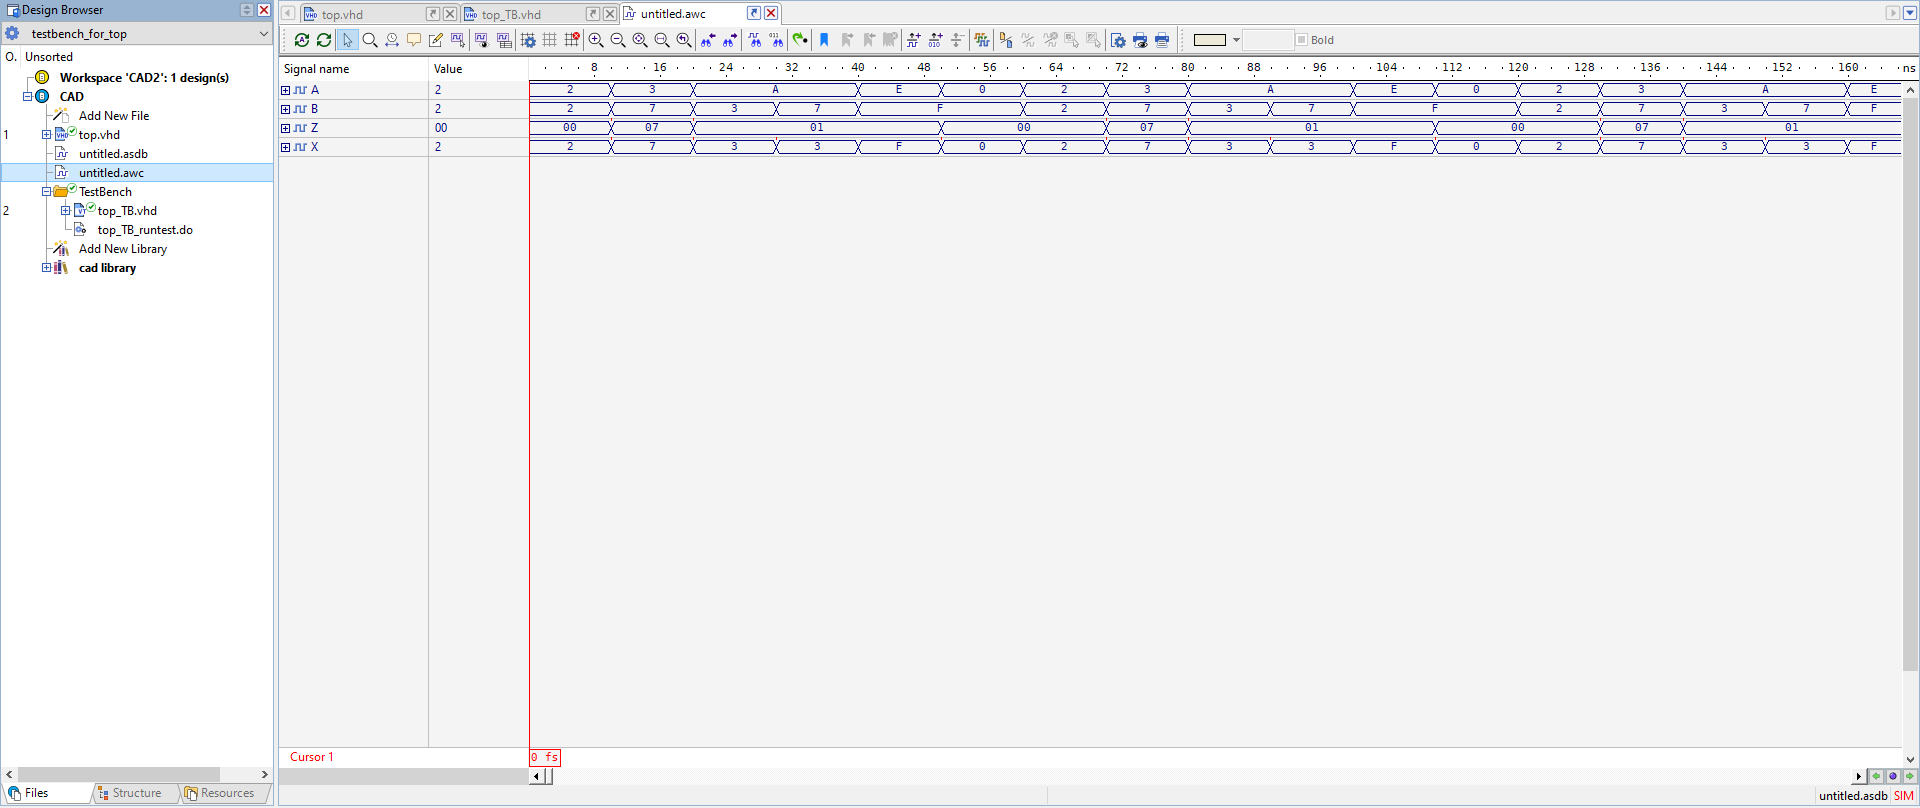 Design Browser
testbench_for_top
O. Unsorted
Workspace 'CAD2': 1 design(s)
CAD
Add New File
1 top.vhd
untitled.asdb
untitled.awc
TestBench
2 top_TB.vhd
top_TB_runtest.do
Add New Library
cad library
Files Structure Resources
top.vhd top_TB.vhd untitled.awc
Bold
Signal name Value 8 16 24 32 40 48 56 64 72 80 88 96 104 112 120 128 136 144 152 160 ns
A 2 2 3 A E 0 2 3 A E 0 2 3 A E
B 2 2 7 3 7 F 2 7 3 7 F 2 7 3 7 F
Z 00 00 07 01 00 07 01 00 07 01
X 2 2 7 3 3 F 0 2 7 3 3 F 0 2 7 3 3 F
Cursor 1 0 fs
untitled.asdb SIM